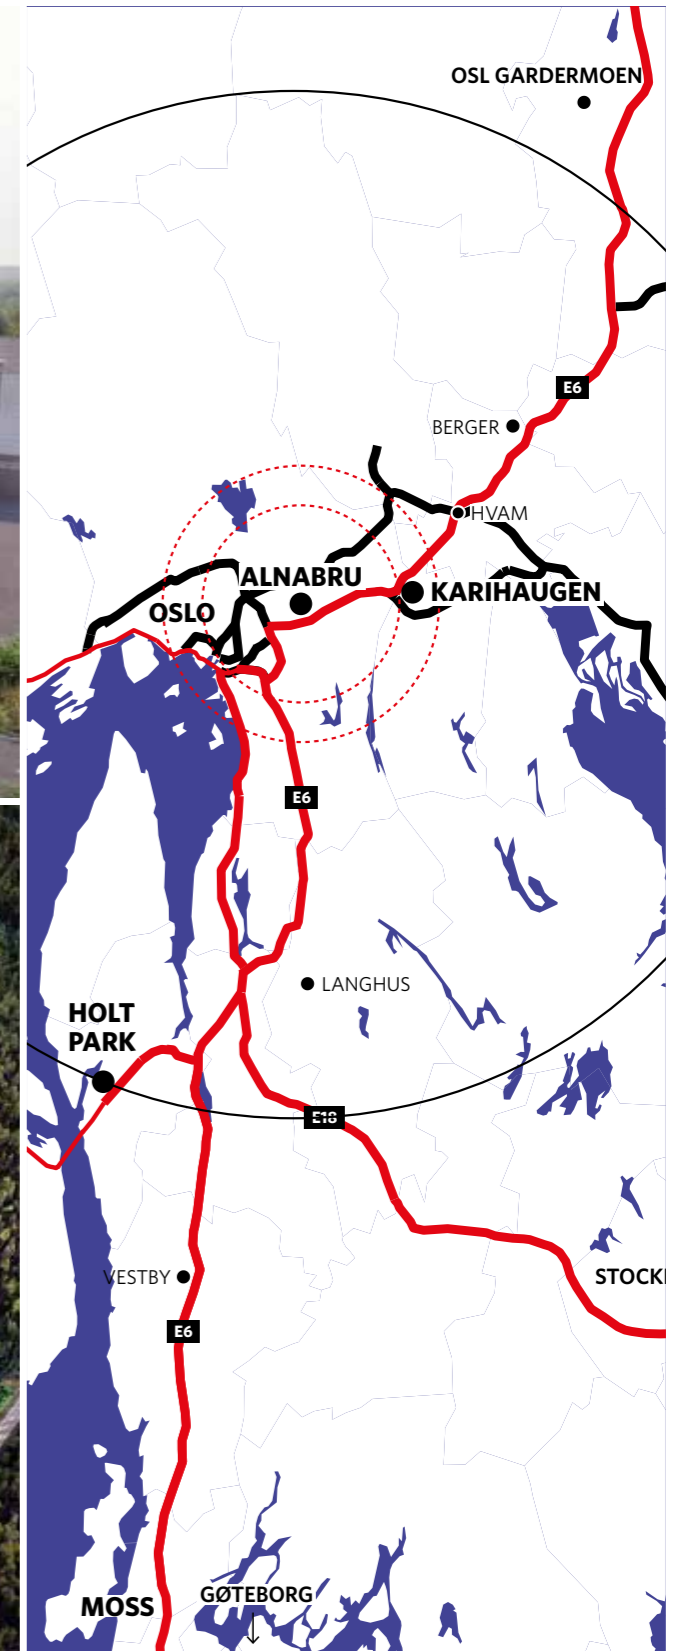 OSL GARDERMOEN
E6
BERGER
HVAM
ALNABRU
KARIHAUGEN
OSLO
E6
LANGHUS
HOLT
PARK
E18
VESTBY
STOCK
E6
GØTEBORG
MOSS